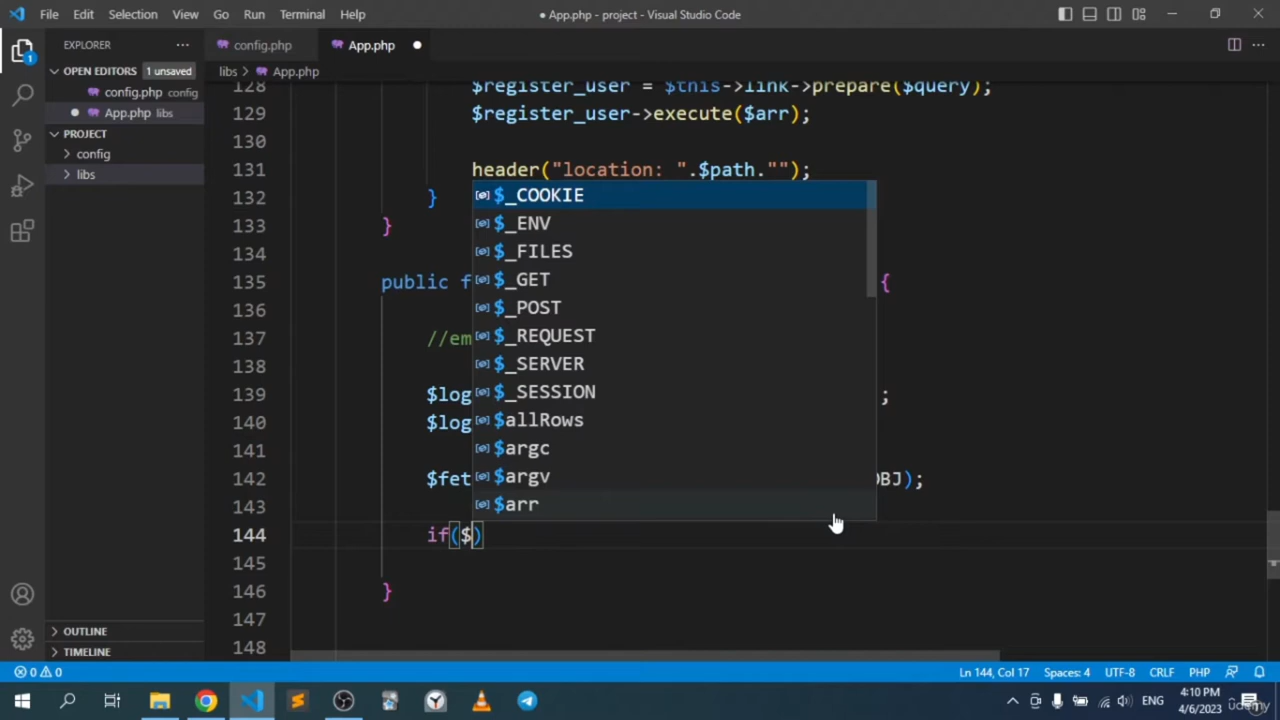 File Edit Selection View Go Run Terminal Help ● App.php - project - Visual Studio Code
EXPLORER ··· config.php App.php
OPEN EDITORS 1 unsaved
libs > App.php
config.php config
App.php libs
PROJECT
config
libs
128 $register_user = $this->link->prepare($query);
129 $register_user->execute($arr);
130
131 header("location: ".$path."");
132 }
133 }
134
135 public f {
136
137 //em
138
139 $log ;
140 $log
141
142 $fet OBJ);
143
144 if($)
145
146 }
147
148
$_COOKIE
$_ENV
$_FILES
$_GET
$_POST
$_REQUEST
$_SERVER
$_SESSION
$allRows
$argc
$argv
$arr
OUTLINE
TIMELINE
0 0 Ln 144, Col 17 Spaces: 4 UTF-8 CRLF PHP
1
ENG
4:10 PM
4/6/2023
udemy